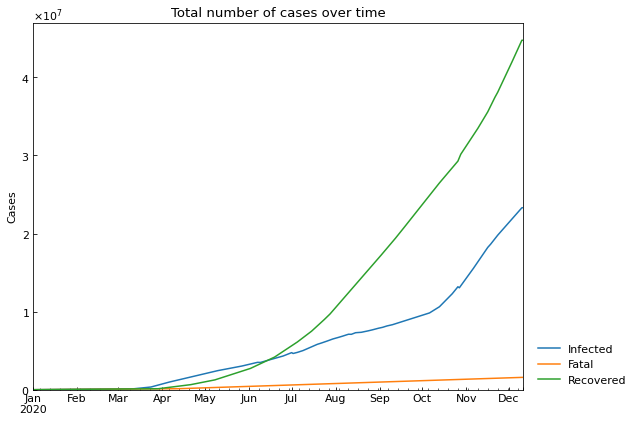 Total number of cases over time
×10⁷
4
3
2
1
0
Cases
Jan Feb Mar Apr May Jun Jul Aug Sep Oct Nov Dec
2020
Infected
Fatal
Recovered